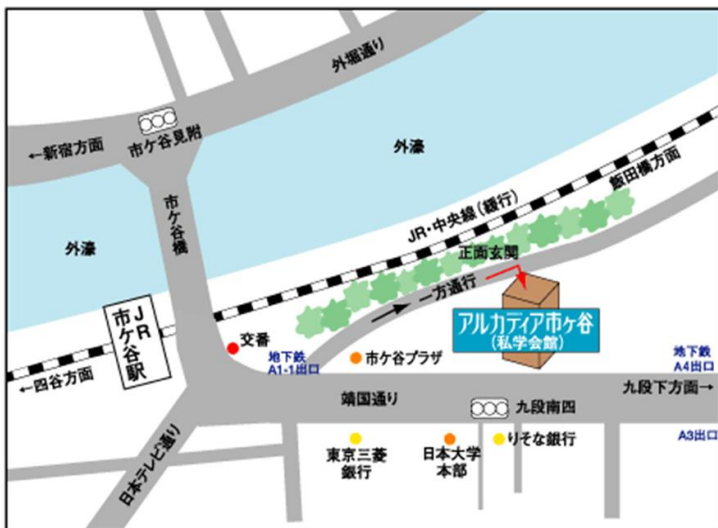 外堀通り
←新宿方面
市ケ谷見附
外濠
飯田橋方面
JR・中央線(緩行)
外濠
市ケ谷橋
正面玄関
一方通行
アルカディア市ヶ谷
(私学会館)
JR
市ケ谷駅
交番
地下鉄
A1-1出口
市ケ谷プラザ
地下鉄
A4出口
←四谷方面
靖国通り
九段南四
九段下方面→
日本テレビ通り
東京三菱
銀行
日本大学
本部
りそな銀行
A3出口